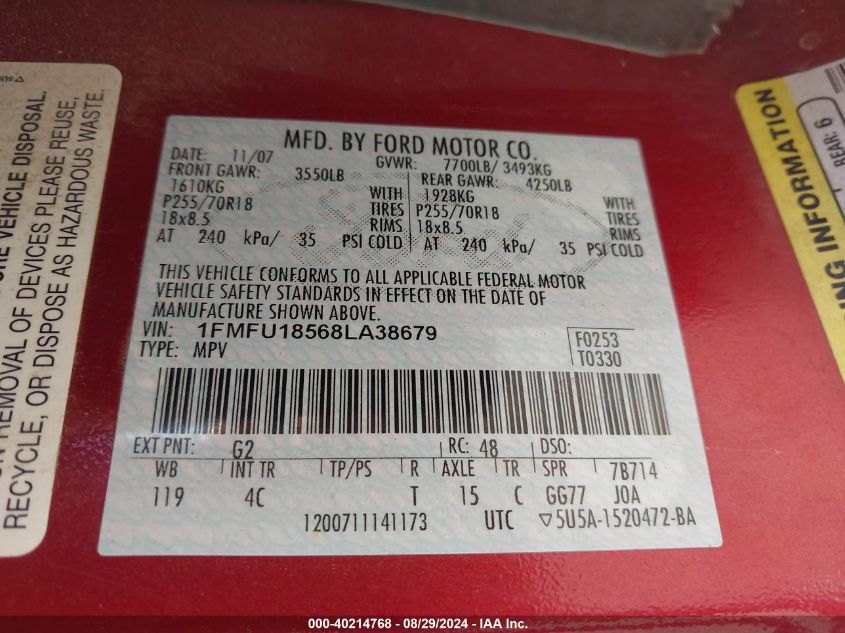 MFD. BY FORD MOTOR CO.
DATE: 11/07 GVWR: 7700LB/ 3493KG
FRONT GAWR: 3550LB REAR GAWR: 4250LB
1610KG WITH 1928KG WITH
P255/70R18 TIRES P255/70R18 TIRES
18x8.5 RIMS 18x8.5 RIMS
AT 240 kPa/ 35 PSI COLD AT 240 kPa/ 35 PSI COLD
THIS VEHICLE CONFORMS TO ALL APPLICABLE FEDERAL MOTOR
VEHICLE SAFETY STANDARDS IN EFFECT ON THE DATE OF
MANUFACTURE SHOWN ABOVE.
VIN: 1FMFU18568LA38679 F0253
TYPE: MPV T0330
EXT PNT: G2 RC: 48 DSO:
WB INT TR TP/PS R AXLE TR SPR 7B714
119 4C T 15 C GG77 J0A
1200711141173 UTC ▽5U5A-1520472-BA
VEHICLE DISPOSAL.
REMOVAL OF DEVICES PLEASE REUSE,
RECYCLE, OR DISPOSE AS HAZARDOUS WASTE.
INFORMATION
REAR: 6
000-40214768 - 08/29/2024 - IAA Inc.